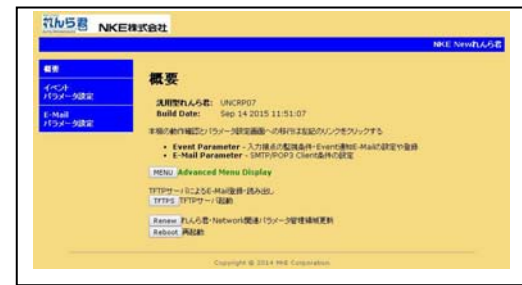 れんら君 NKE株式会社
NKE Newれんら君
概要
イベント
パラメータ設定
E-Mail
パラメータ設定
概要
汎用型れんら君: UNCRP07
Build Date: Sep 14 2015 11:51:07
本機の動作確認とパラメータ設定画面への移行は左記のリンクをクリックする
• Event Parameter - 入力接点の監視条件・Event通知E-Mailの設定や登録
• E-Mail Parameter - SMTP/POP3 Client条件の設定
MENU Advanced Menu Display
TFTPサーバによるE-Mail登録・読み出し
TFTPS TFTPサーバ起動
Renew れんら君・Network関連パラメータ管理領域更新
Reboot 再起動
Copyright @ 2014 NKE Corporation